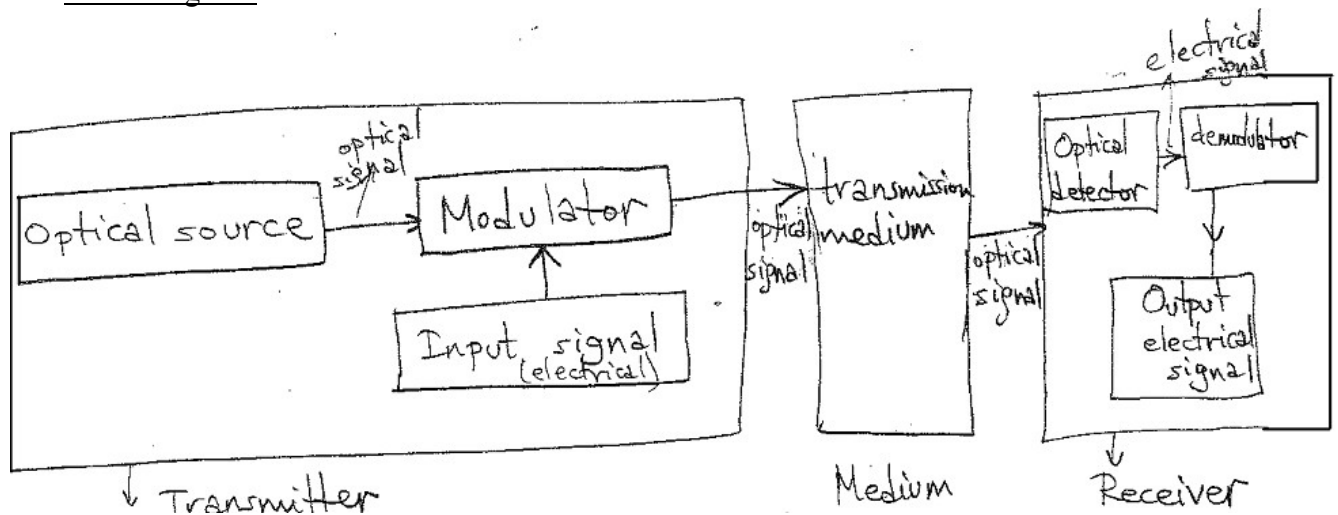 optical
signal
Optical source
Modulator
Input signal
(electrical)
Transmitter
optical
signal
transmission
medium
Medium
optical
signal
electrical
signal
Optical
detector
demodulator
Output
electrical
signal
Receiver